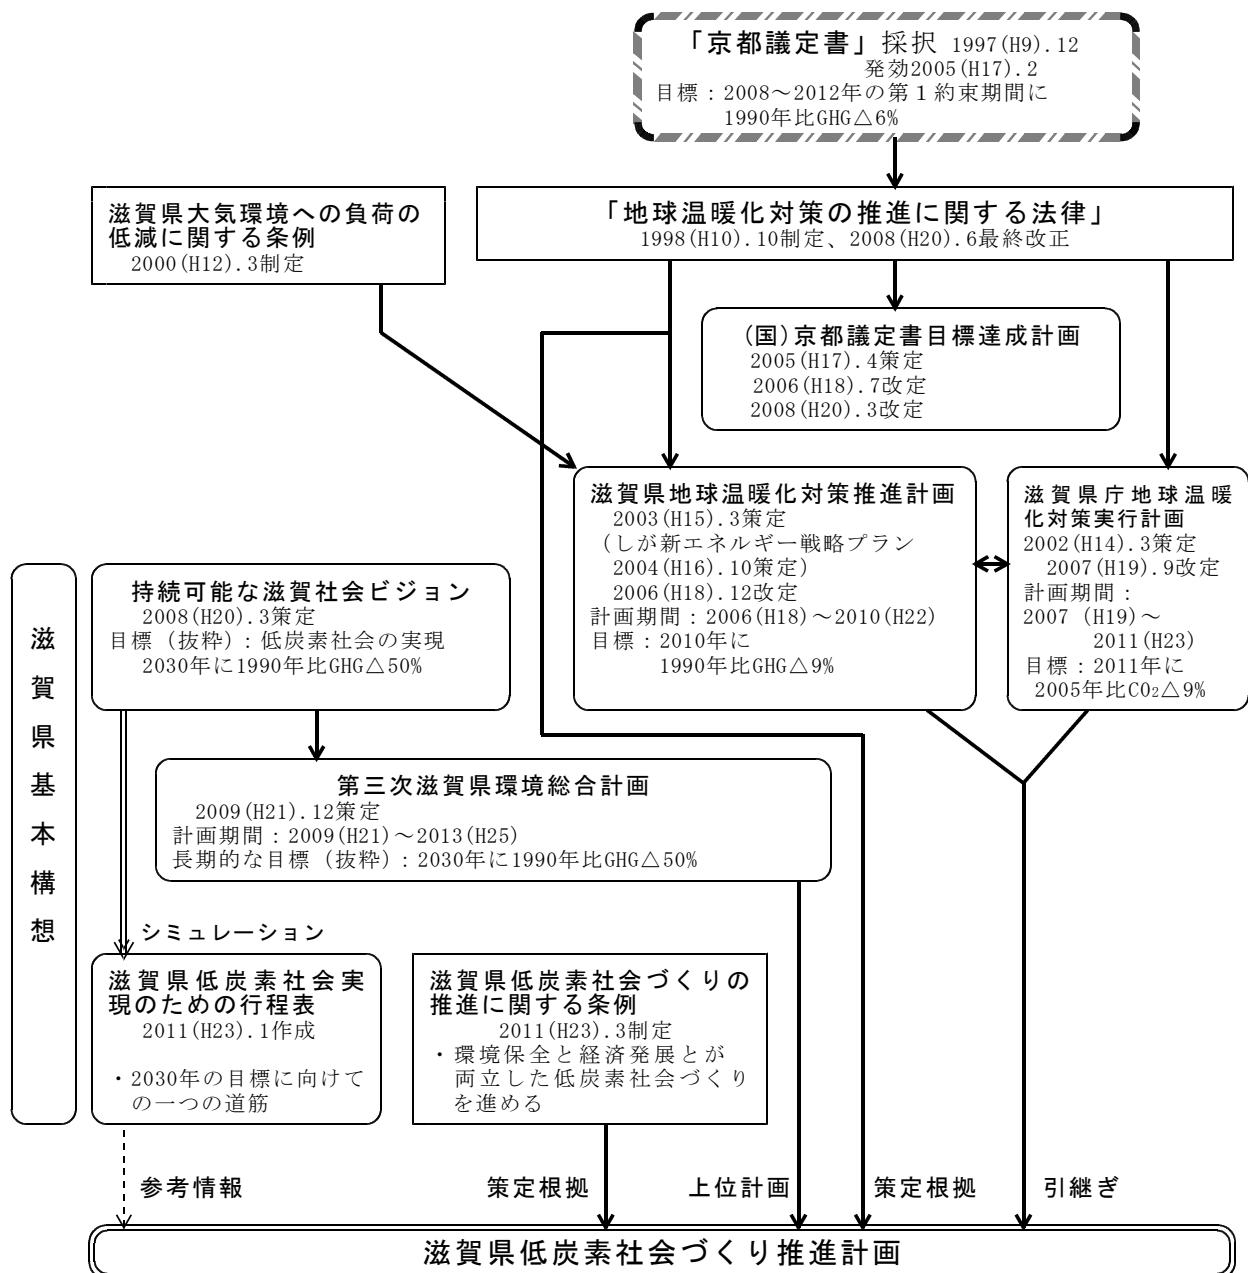 「京都議定書」採択 1997(H9).12
発効2005(H17).2
目標：2008～2012年の第１約束期間に
1990年比GHG△6%
滋賀県大気環境への負荷の
低減に関する条例
2000(H12).3制定
「地球温暖化対策の推進に関する法律」
1998(H10).10制定、2008(H20).6最終改正
(国)京都議定書目標達成計画
2005(H17).4策定
2006(H18).7改定
2008(H20).3改定
滋賀県地球温暖化対策推進計画
2003(H15).3策定
(しが新エネルギー戦略プラン
2004(H16).10策定)
2006(H18).12改定
計画期間：2006(H18)～2010(H22)
目標：2010年に
1990年比GHG△9%
滋賀県庁地球温暖
化対策実行計画
2002(H14).3策定
2007(H19).9改定
計画期間：
2007 (H19)～
2011(H23)
目標：2011年に
2005年比CO₂△9%
滋賀県基本構想
持続可能な滋賀社会ビジョン
2008(H20).3策定
目標（抜粋）：低炭素社会の実現
2030年に1990年比GHG△50%
第三次滋賀県環境総合計画
2009(H21).12策定
計画期間：2009(H21)～2013(H25)
長期的な目標（抜粋）：2030年に1990年比GHG△50%
シミュレーション
滋賀県低炭素社会実
現のための行程表
2011(H23).1作成
・2030年の目標に向けて
の一つの道筋
滋賀県低炭素社会づくりの
推進に関する条例
2011(H23).3制定
・環境保全と経済発展とが
両立した低炭素社会づくり
を進める
参考情報
策定根拠
上位計画
策定根拠
引継ぎ
滋賀県低炭素社会づくり推進計画